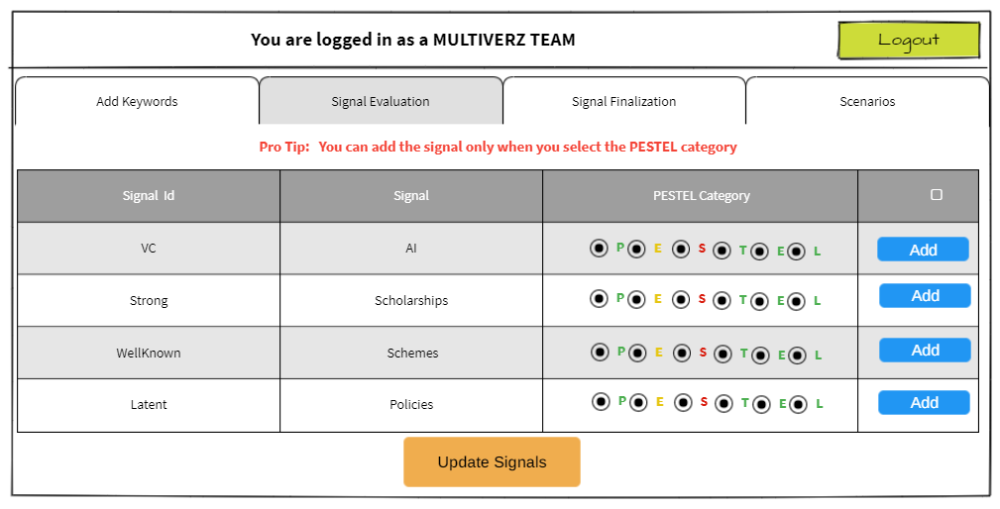 You are logged in as a MULTIVERZ TEAM
Logout
Add Keywords Signal Evaluation Signal Finalization Scenarios
Pro Tip: You can add the signal only when you select the PESTEL category
Signal Id Signal PESTEL Category
VC AI P E S T E L Add
Strong Scholarships P E S T E L Add
WellKnown Schemes P E S T E L Add
Latent Policies P E S T E L Add
Update Signals